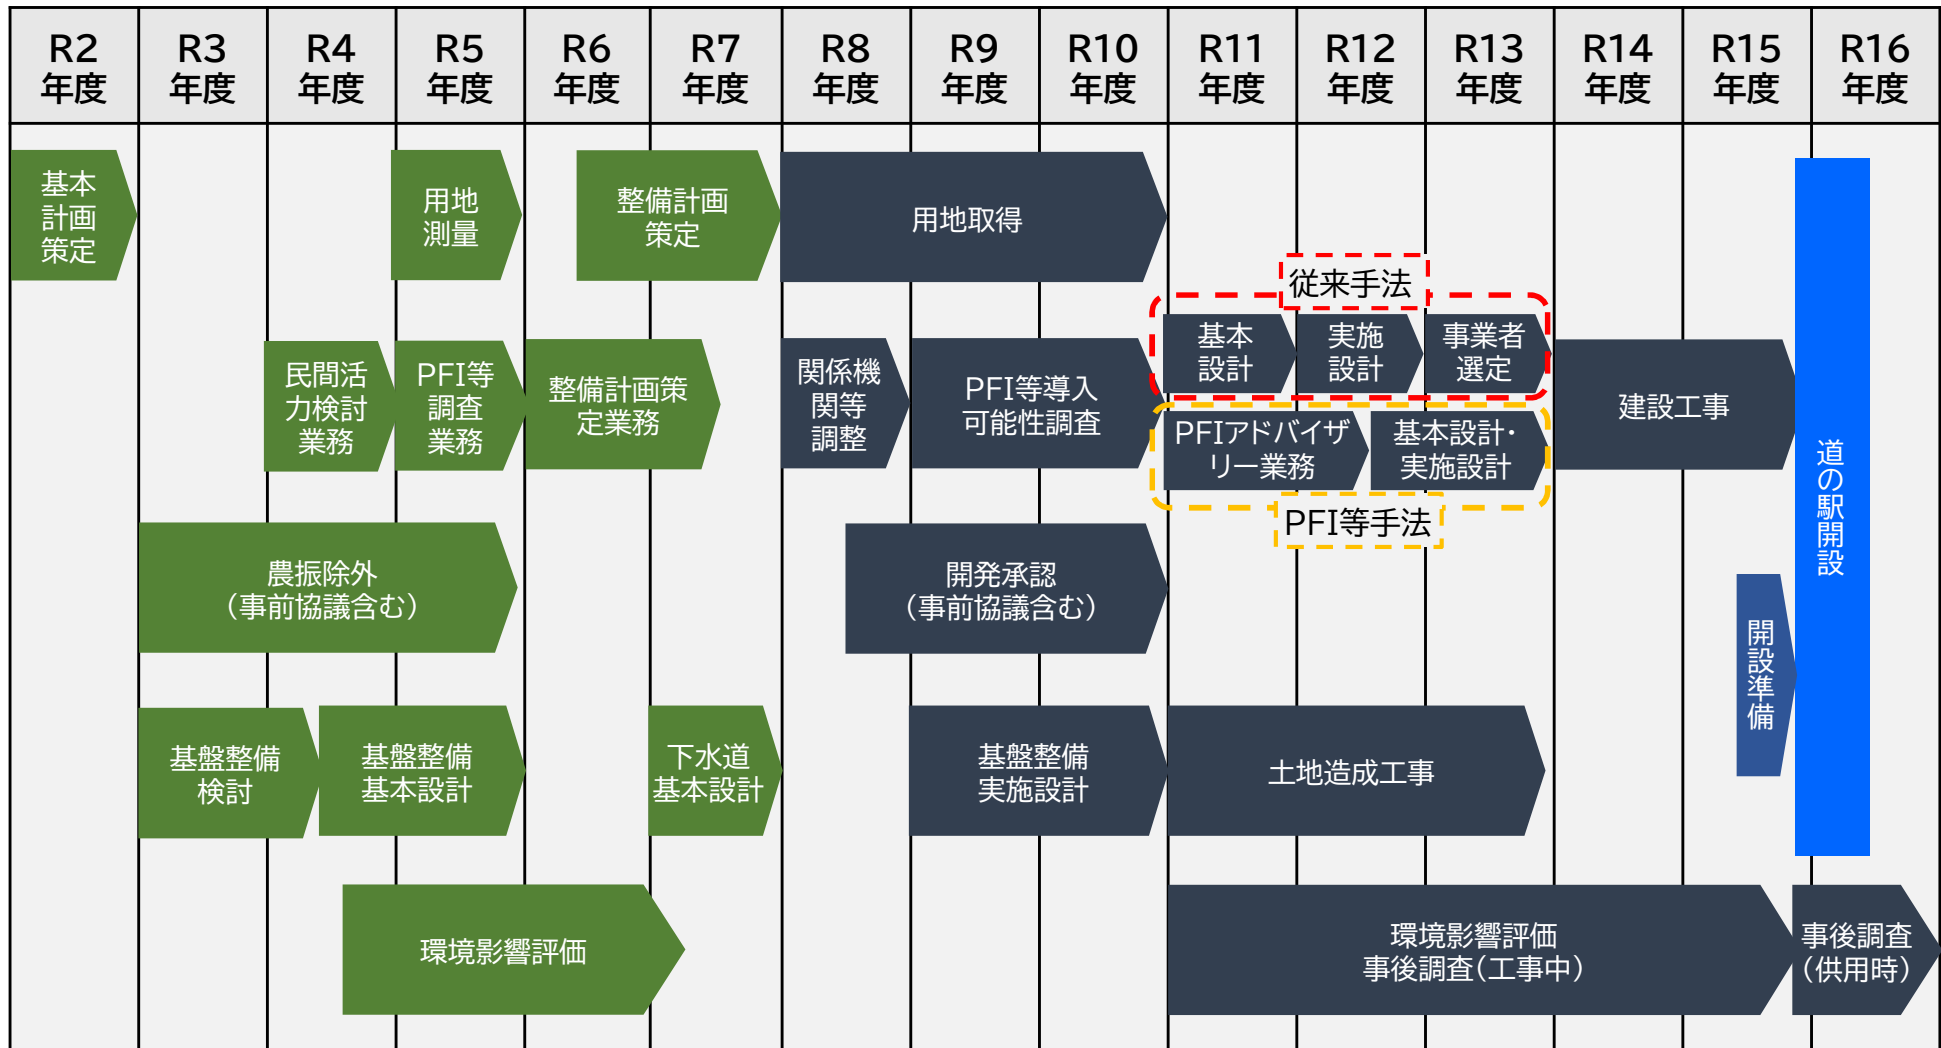 R2
年度
R3
年度
R4
年度
R5
年度
R6
年度
R7
年度
R8
年度
R9
年度
R10
年度
R11
年度
R12
年度
R13
年度
R14
年度
R15
年度
R16
年度
基本
計画
策定
用地
測量
整備計画
策定
用地取得
従来手法
基本
設計
実施
設計
事業者
選定
民間活
力検討
業務
PFI等
調査
業務
整備計画策
定業務
関係機
関等
調整
PFI等導入
可能性調査
PFIアドバイザ
リー業務
基本設計・
実施設計
PFI等手法
建設工事
道の駅開設
農振除外
（事前協議含む）
開発承認
（事前協議含む）
開設準備
基盤整備
検討
基盤整備
基本設計
下水道
基本設計
基盤整備
実施設計
土地造成工事
環境影響評価
環境影響評価
事後調査（工事中）
事後調査
（供用時）